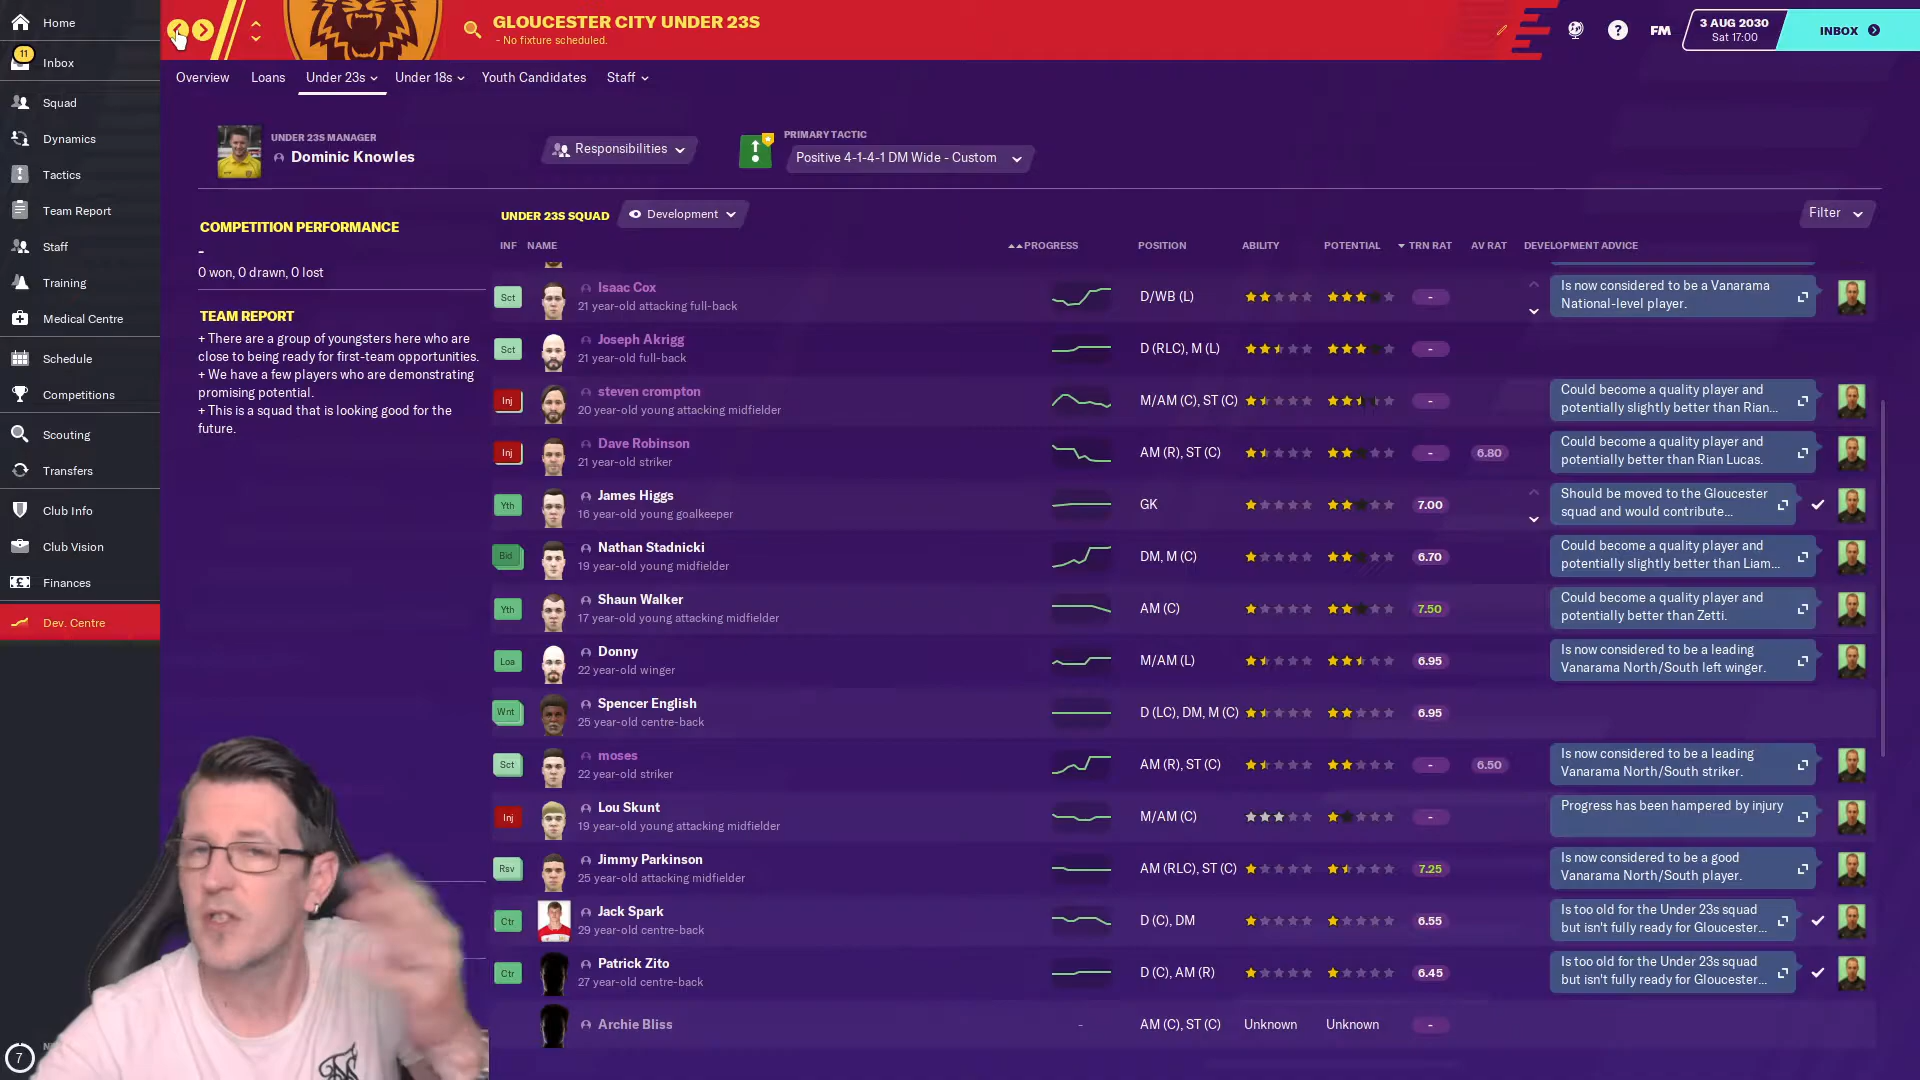 Home
GLOUCESTER CITY UNDER 23S
- No fixture scheduled.
FM
3 AUG 2030
Sat 17:00
INBOX
11
Inbox
Squad
Dynamics
Tactics
Team Report
Staff
Training
Medical Centre
Schedule
Competitions
Scouting
Transfers
Club Info
Club Vision
Finances
Dev. Centre
7
Overview
Loans
Under 23s
Under 18s
Youth Candidates
Staff
UNDER 23S MANAGER
Dominic Knowles
Responsibilities
PRIMARY TACTIC
Positive 4-1-4-1 DM Wide - Custom
COMPETITION PERFORMANCE
-
0 won, 0 drawn, 0 lost
TEAM REPORT
+ There are a group of youngsters here who are
close to being ready for first-team opportunities.
+ We have a few players who are demonstrating
promising potential.
+ This is a squad that is looking good for the
future.
UNDER 23S SQUAD
Development
Filter
INF NAME PROGRESS POSITION ABILITY POTENTIAL TRN RAT AV RAT DEVELOPMENT ADVICE
Sct
Isaac Cox
21 year-old attacking full-back
D/WB (L)
-
Is now considered to be a Vanarama
National-level player.
Sct
Joseph Akrigg
21 year-old full-back
D (RLC), M (L)
-
Inj
steven crompton
20 year-old young attacking midfielder
M/AM (C), ST (C)
-
Could become a quality player and
potentially slightly better than Rian...
Inj
Dave Robinson
21 year-old striker
AM (R), ST (C)
-
6.80
Could become a quality player and
potentially better than Rian Lucas.
Yth
James Higgs
16 year-old young goalkeeper
GK
7.00
Should be moved to the Gloucester
squad and would contribute...
Bid
Nathan Stadnicki
19 year-old young midfielder
DM, M (C)
6.70
Could become a quality player and
potentially slightly better than Liam...
Yth
Shaun Walker
17 year-old young attacking midfielder
AM (C)
7.50
Could become a quality player and
potentially better than Zetti.
Loa
Donny
22 year-old winger
M/AM (L)
6.95
Is now considered to be a leading
Vanarama North/South left winger.
Wnt
Spencer English
25 year-old centre-back
D (LC), DM, M (C)
6.95
Sct
moses
22 year-old striker
AM (R), ST (C)
-
6.50
Is now considered to be a leading
Vanarama North/South striker.
Inj
Lou Skunt
19 year-old young attacking midfielder
M/AM (C)
-
Progress has been hampered by injury
Rsv
Jimmy Parkinson
25 year-old attacking midfielder
AM (RLC), ST (C)
7.25
Is now considered to be a good
Vanarama North/South player.
Ctr
Jack Spark
29 year-old centre-back
D (C), DM
6.55
Is too old for the Under 23s squad
but isn't fully ready for Gloucester...
Ctr
Patrick Zito
27 year-old centre-back
D (C), AM (R)
6.45
Is too old for the Under 23s squad
but isn't fully ready for Gloucester...
Archie Bliss
-
AM (C), ST (C)
Unknown
Unknown
-